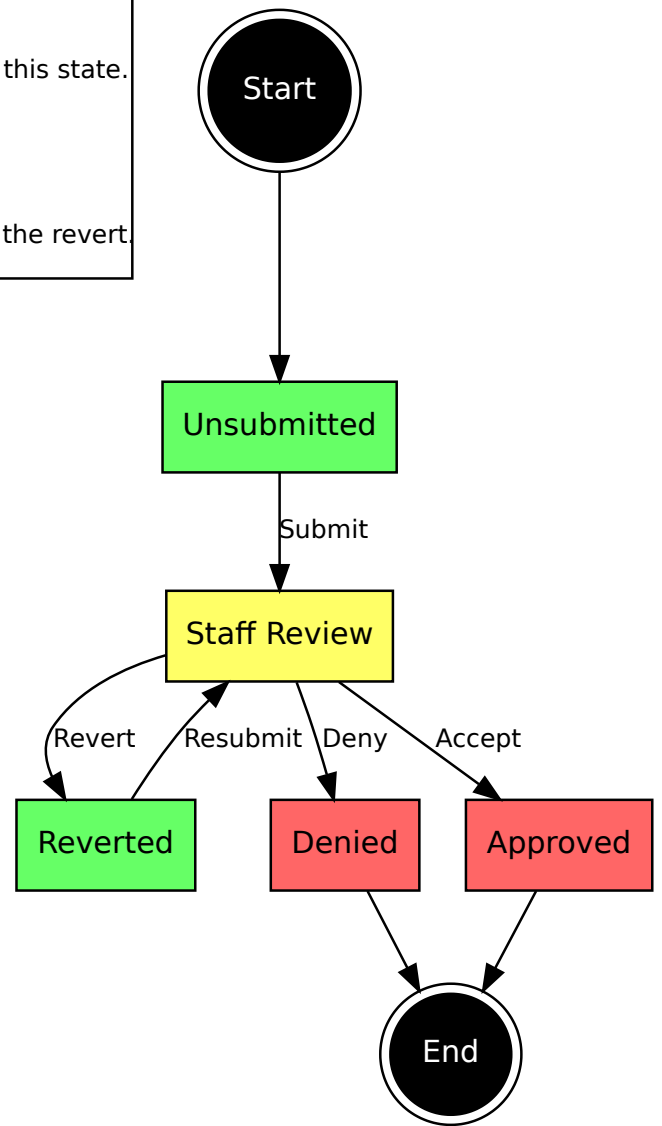 this state.
the revert.
Start
Unsubmitted
Submit
Staff Review
Revert
Resubmit
Deny
Accept
Reverted
Denied
Approved
End